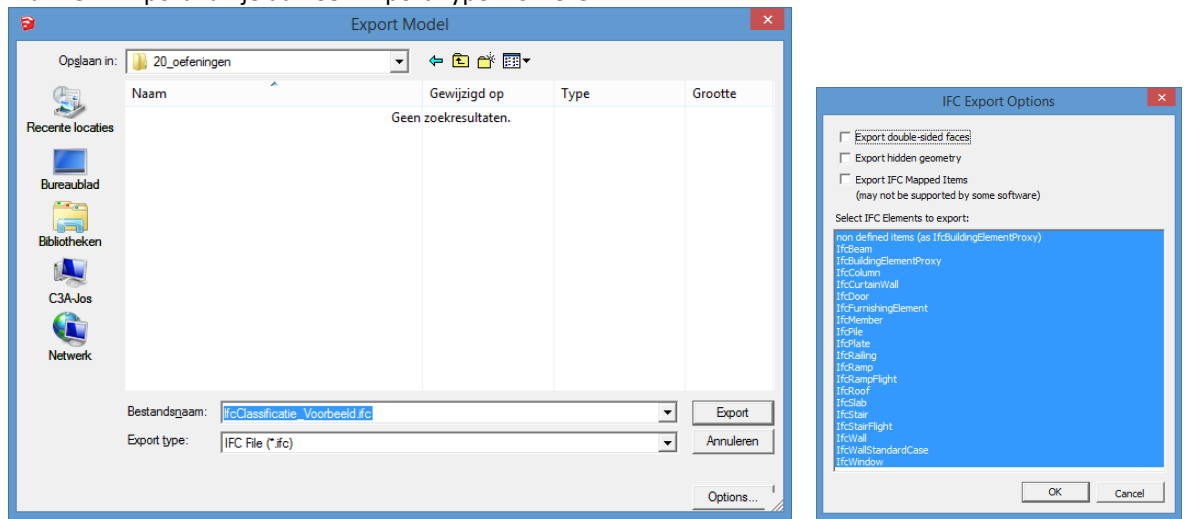 Export Model
Opslaan in:
20_oefeningen
Naam
Gewijzigd op
Type
Grootte
Geen zoekresultaten.
Recente locaties
Bureaublad
Bibliotheken
C3A-Jos
Netwerk
Bestandsnaam:
IfcClassificatie_Voorbeeld.ifc
Export
Export type:
IFC File (*.ifc)
Annuleren
Options...
IFC Export Options
Export double-sided faces
Export hidden geometry
Export IFC Mapped Items
(may not be supported by some software)
Select IFC Elements to export:
non defined items (as IfcBuildingElementProxy)
IfcBeam
IfcBuildingElementProxy
IfcColumn
IfcCurtainWall
IfcDoor
IfcFurnishingElement
IfcMember
IfcPile
IfcPlate
IfcRailing
IfcRamp
IfcRampFlight
IfcRoof
IfcSlab
IfcStair
IfcStairFlight
IfcWall
IfcWallStandardCase
IfcWindow
OK
Cancel